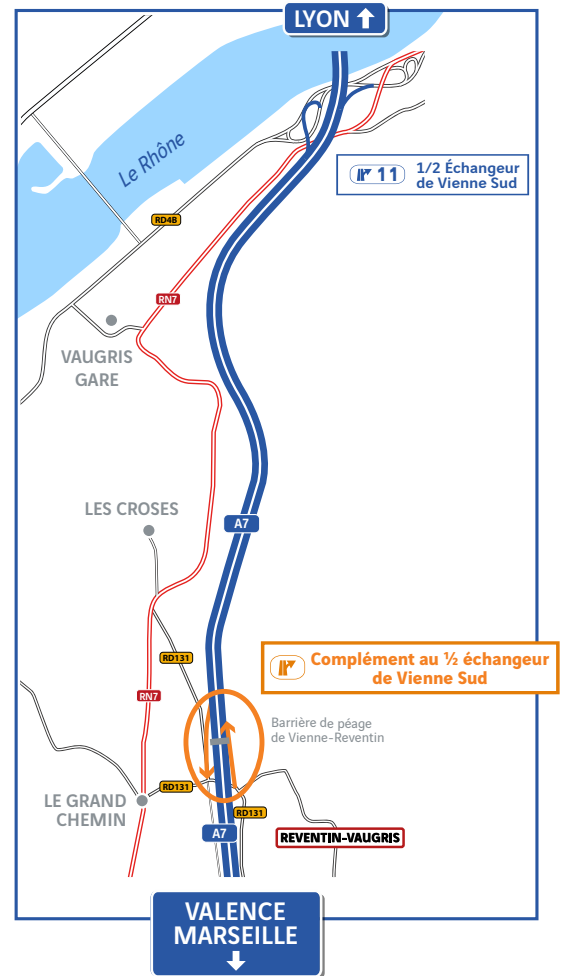 LYON
Le Rhône
11
1/2 Échangeur
de Vienne Sud
RD4B
RN7
VAUGRIS
GARE
LES CROSES
A7
RD131
Complément au ½ échangeur
de Vienne Sud
RN7
Barrière de péage
de Vienne-Reventin
RD131
LE GRAND
CHEMIN
RD131
A7
REVENTIN-VAUGRIS
VALENCE
MARSEILLE